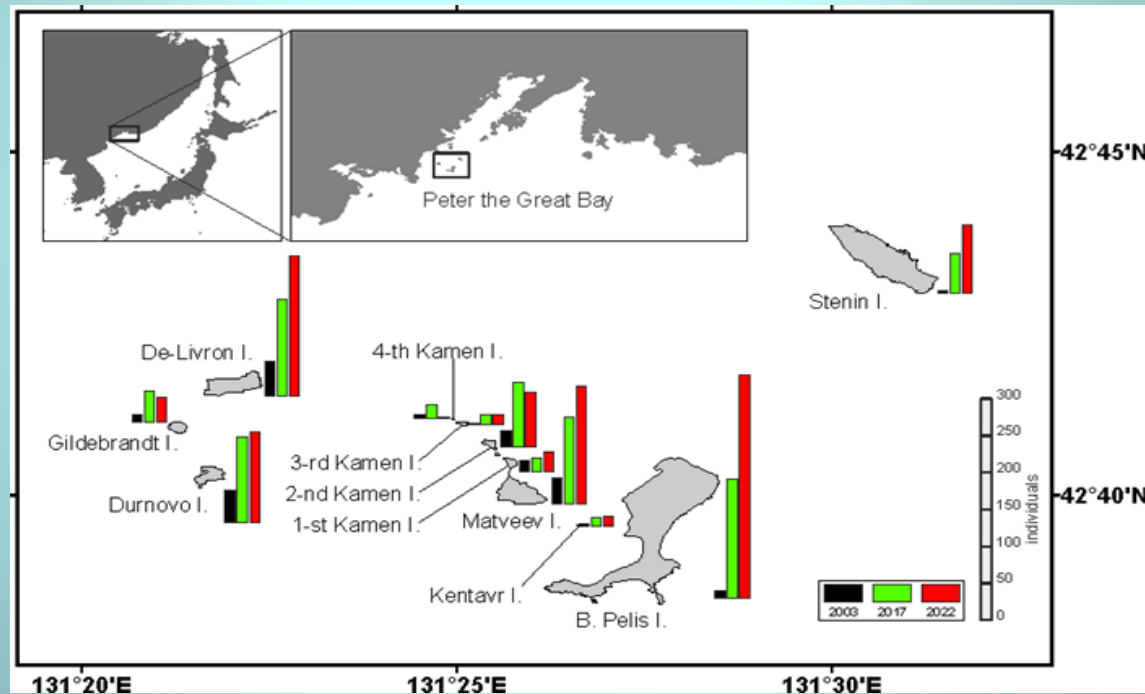 Peter the Great Bay
42°45'N
Stenin I.
De-Livron I.
4-th Kamen I.
Gildebrandt I.
3-rd Kamen I.
2-nd Kamen I.
Durnovo I.
1-st Kamen I.
Matveev I.
42°40'N
Kentavr I.
B. Pelis I.
300
250
200
150
100
50
0
individuals
2003 2017 2022
131°20'E 131°25'E 131°30'E